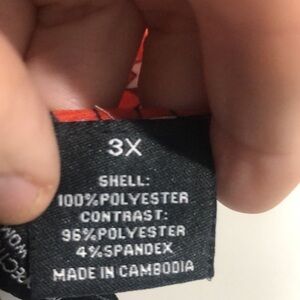 3X
SHELL:
100%POLYESTER
CONTRAST:
96%POLYESTER
4%SPANDEX
MADE IN CAMBODIA